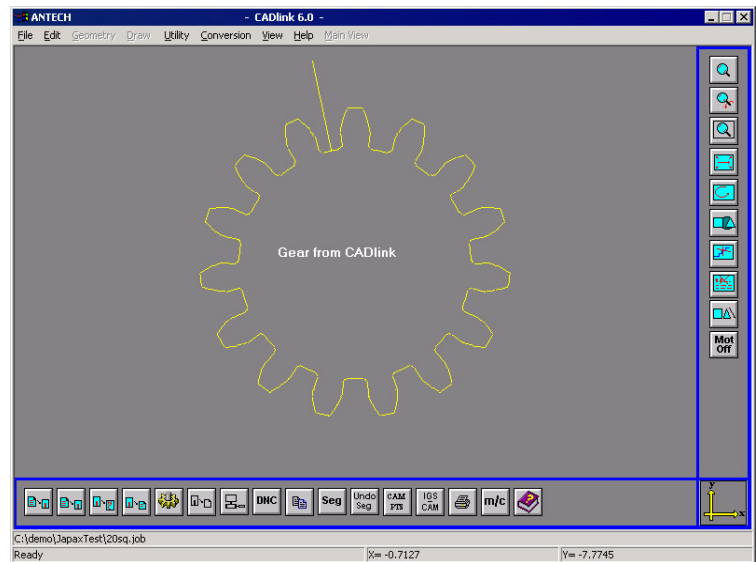 ANTECH - CADlink 6.0 -
File Edit Geometry Draw Utility Conversion View Help Main View
Gear from CADlink
Mot
Off
DNC Seg Undo Seg CAM PTS IGS CAM m/c ?
y
x
C:\demo\JapaxTest\20sq.job
Ready X= -0.7127 Y= -7.7745